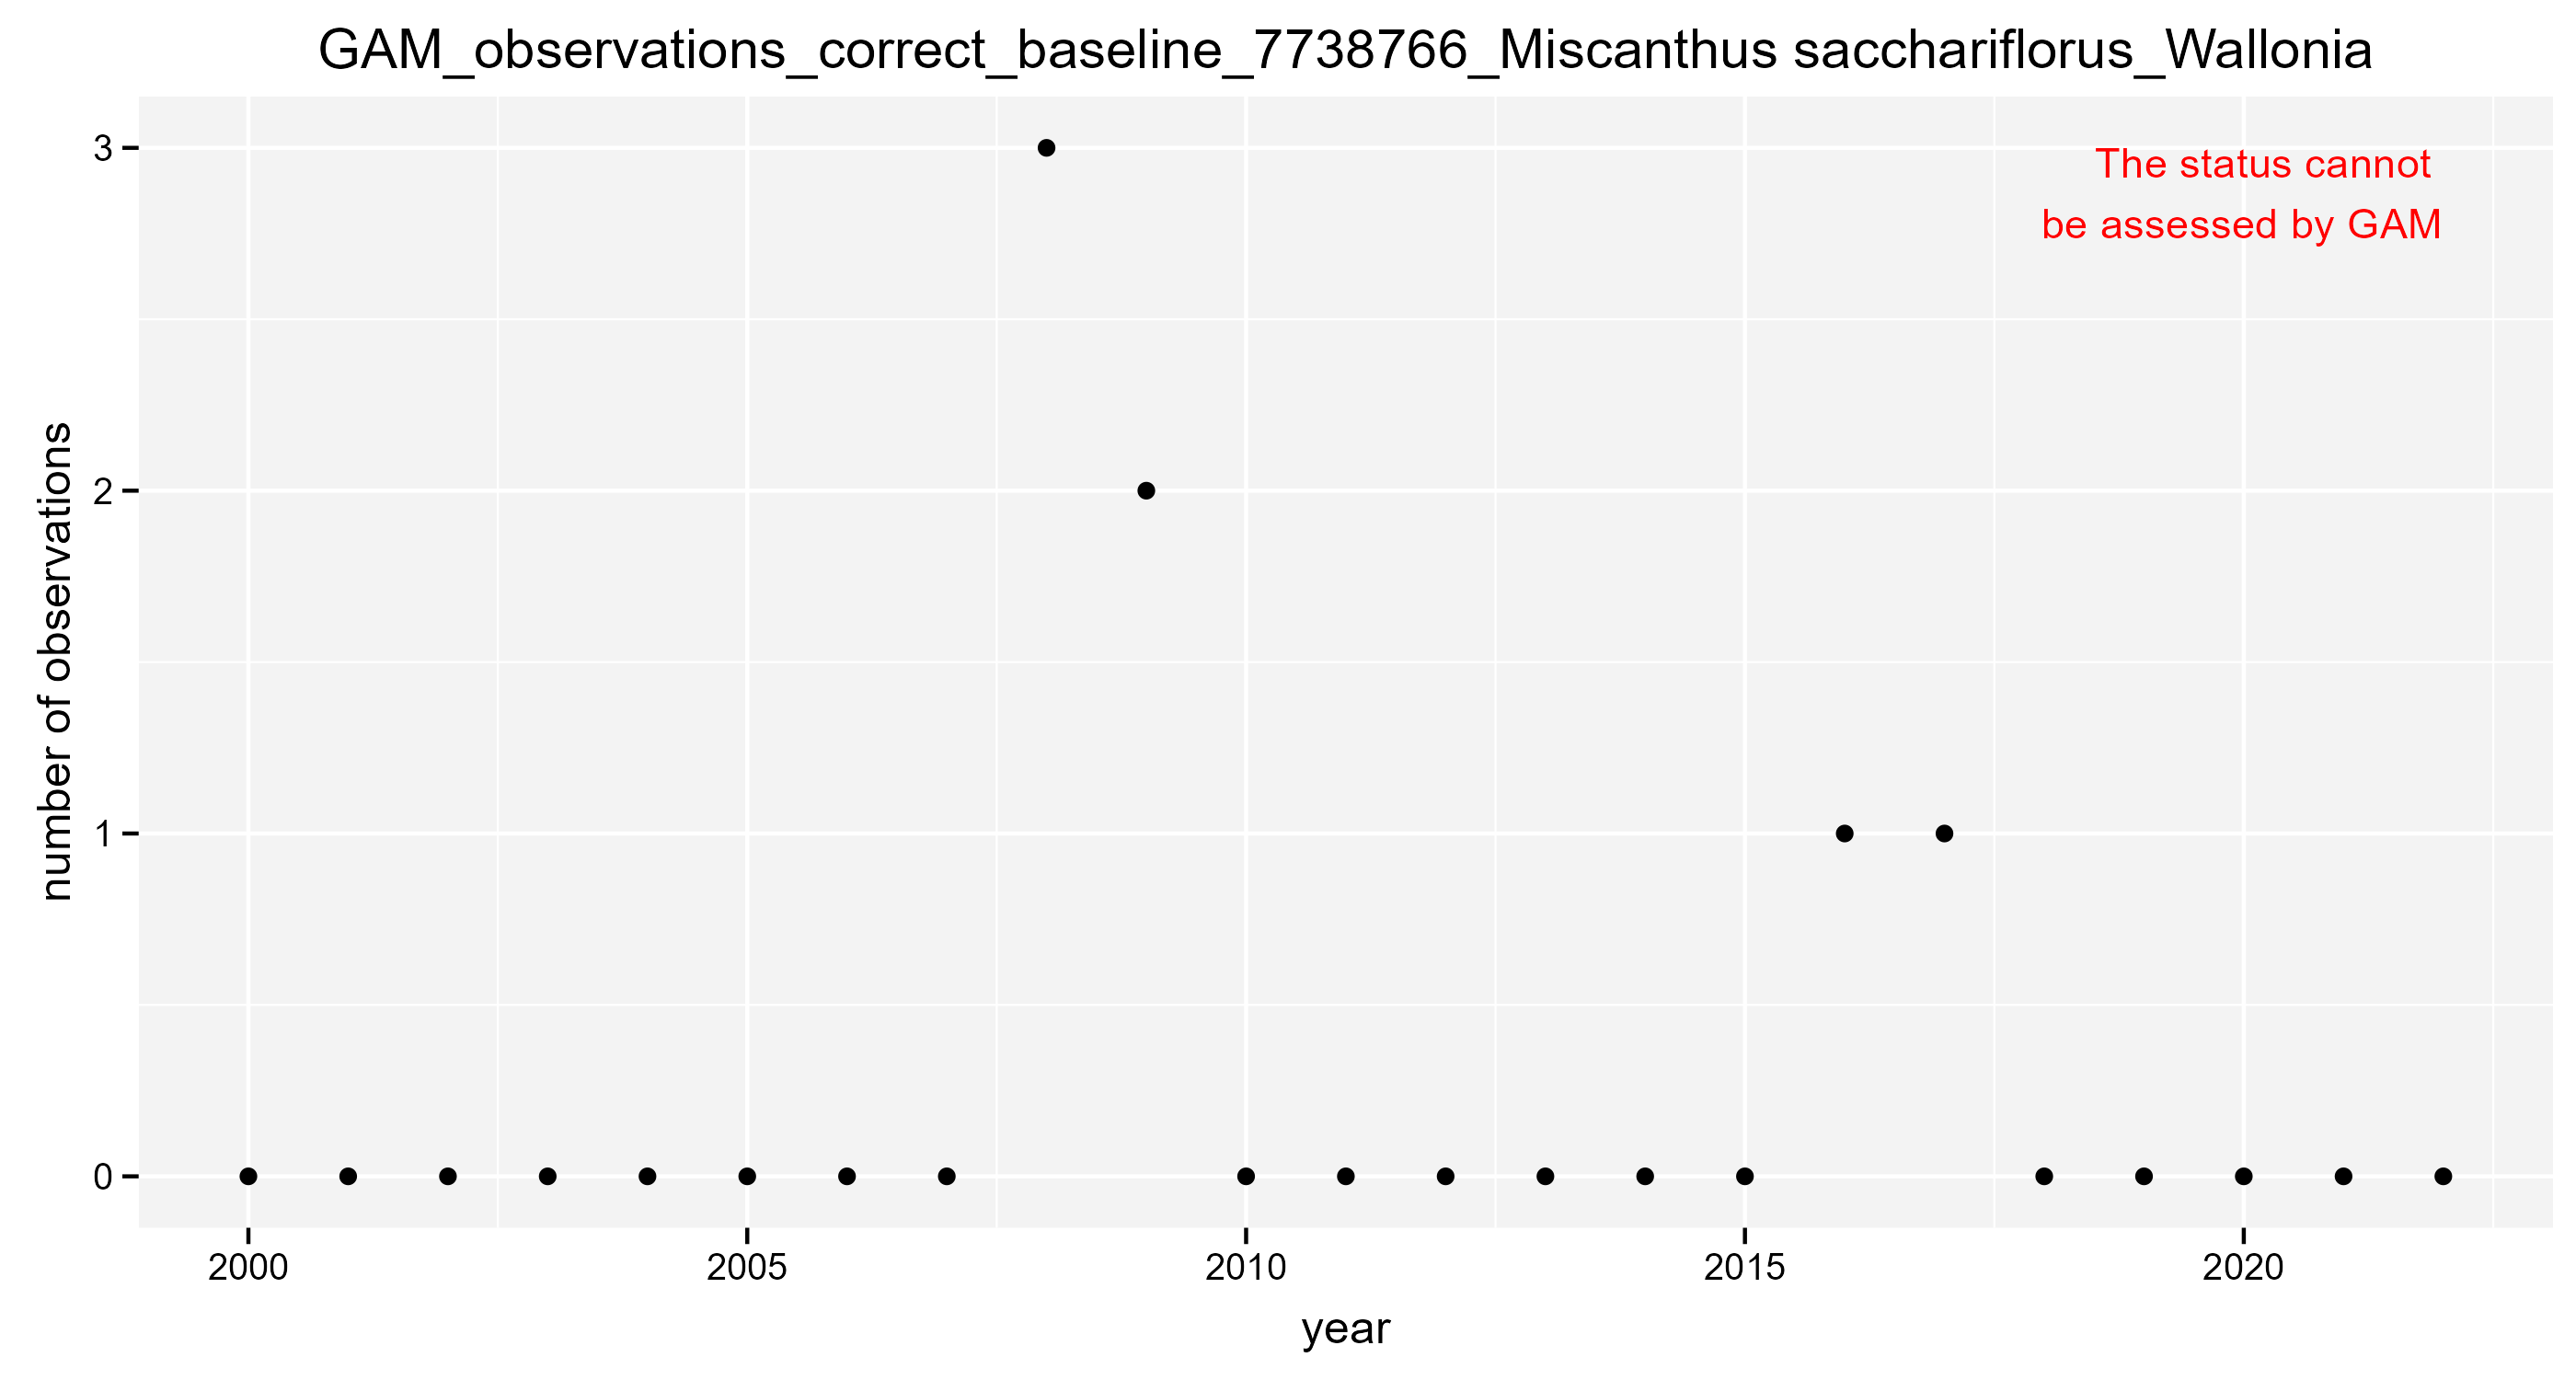 GAM_observations_correct_baseline_7738766_Miscanthus sacchariflorus_Wallonia
3
The status cannot
be assessed by GAM
2
number of observations
1
0
2000 2005 2010 2015 2020
year